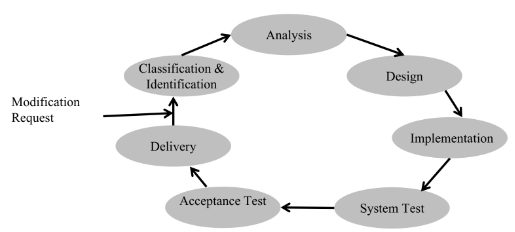 Analysis
Classification &
Identification
Design
Modification
Request
Implementation
Delivery
Acceptance Test
System Test